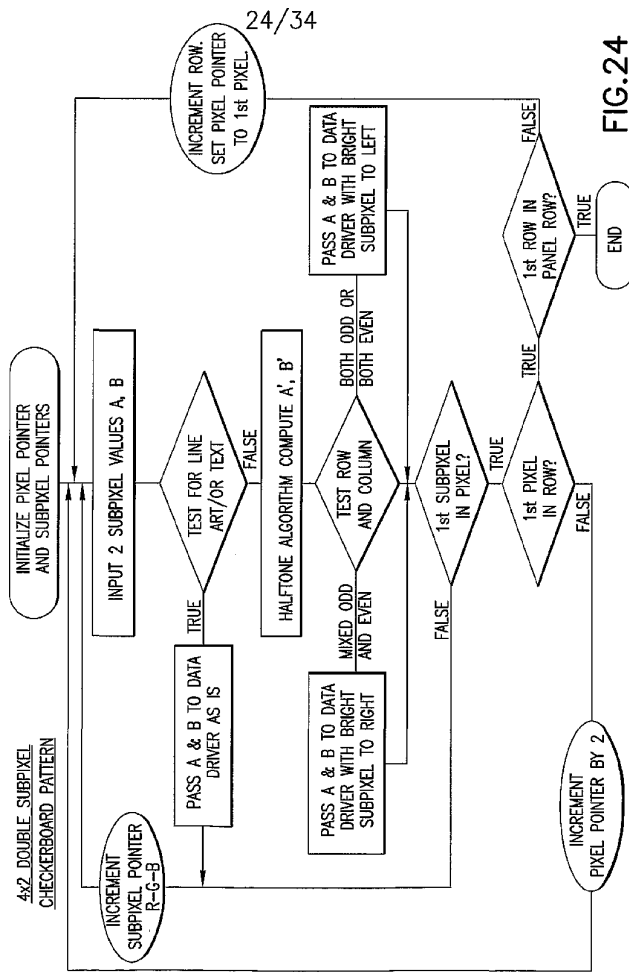 24/34
4x2 DOUBLE SUBPIXEL
CHECKERBOARD PATTERN
INITIALIZE PIXEL POINTER
AND SUBPIXEL POINTERS
INCREMENT
SUBPIXEL POINTER
R-G-B
INPUT 2 SUBPIXEL VALUES A, B
INCREMENT ROW.
SET PIXEL POINTER
TO 1st PIXEL.
TEST FOR LINE
ART/OR TEXT
TRUE
FALSE
PASS A & B TO DATA
DRIVER AS IS
HALFTONE ALGORITHM COMPUTE A', B'
TEST ROW
AND COLUMN
MIXED ODD
AND EVEN
BOTH ODD OR
BOTH EVEN
PASS A & B TO DATA
DRIVER WITH BRIGHT
SUBPIXEL TO RIGHT
PASS A & B TO DATA
DRIVER WITH BRIGHT
SUBPIXEL TO LEFT
1st SUBPIXEL
IN PIXEL?
FALSE
TRUE
1st PIXEL
IN ROW?
FALSE
TRUE
1st ROW IN
PANEL ROW?
FALSE
TRUE
INCREMENT
PIXEL POINTER BY 2
END
FIG.24